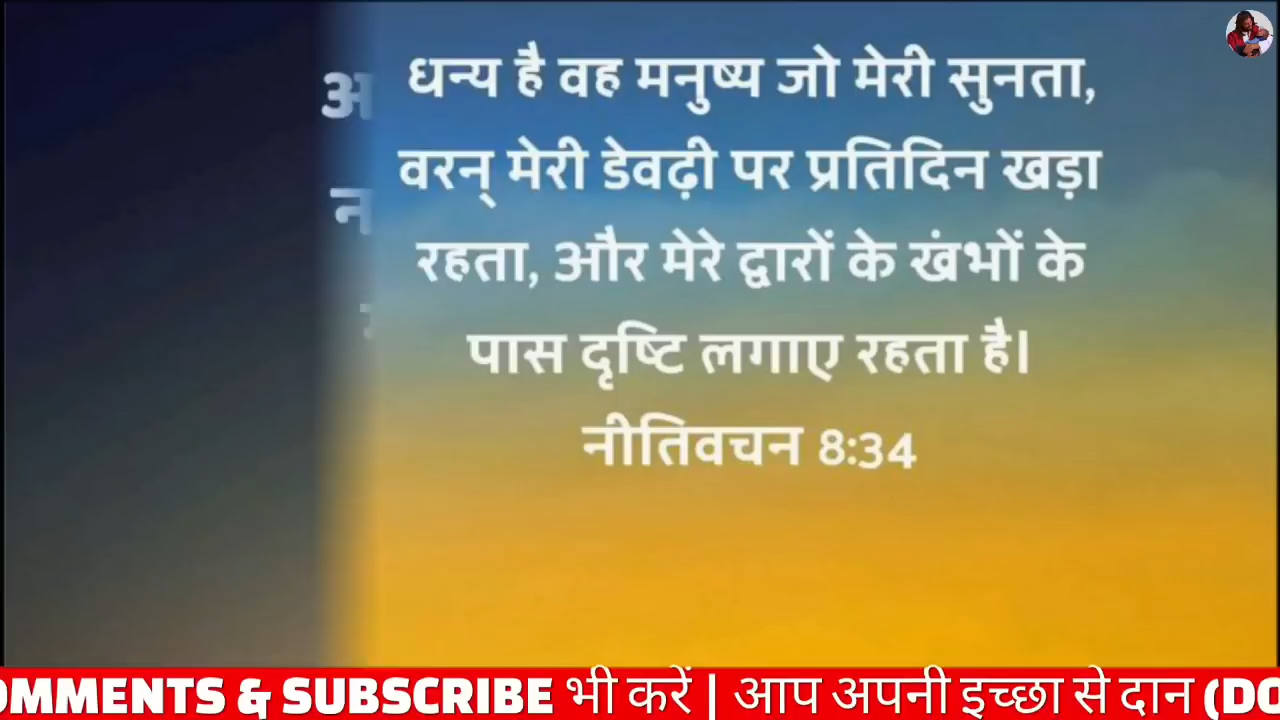 धन्य है वह मनुष्य जो मेरी सुनता,
वरन् मेरी डेवढ़ी पर प्रतिदिन खड़ा
रहता, और मेरे द्वारों के खंभों के
पास दृष्टि लगाए रहता है।
नीतिवचन 8:34
OMMENTS & SUBSCRIBE भी करें | आप अपनी इच्छा से दान (DO